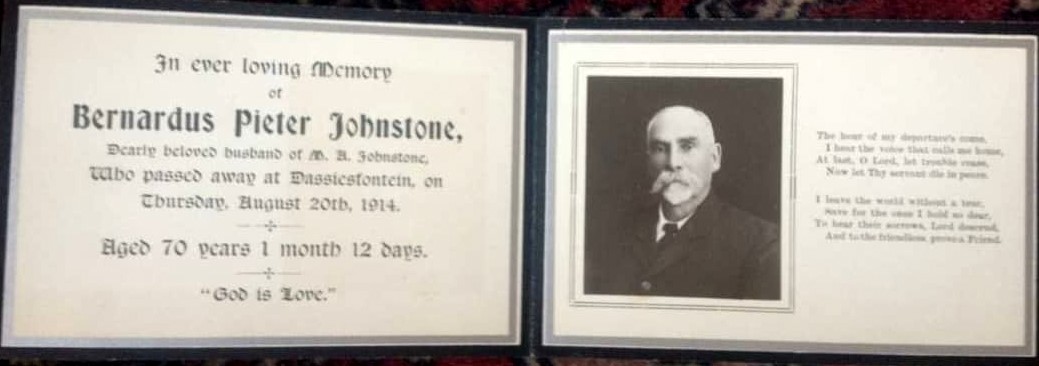 In ever loving Memory
of
Bernardus Pieter Johnstone,
Dearly beloved husband of M. A. Johnstone,
Who passed away at Dassiesfontein, on
Thursday, August 20th, 1914.
Aged 70 years 1 month 12 days.
"God is Love."
The hour of my departure's come,
I hear the voice that calls me home,
At last, O Lord, let trouble cease,
Now let Thy servant die in peace.
I leave the world without a tear,
Save for the ones I hold so dear,
To hear their sorrows, Lord descend,
And to the friendless prove a Friend.